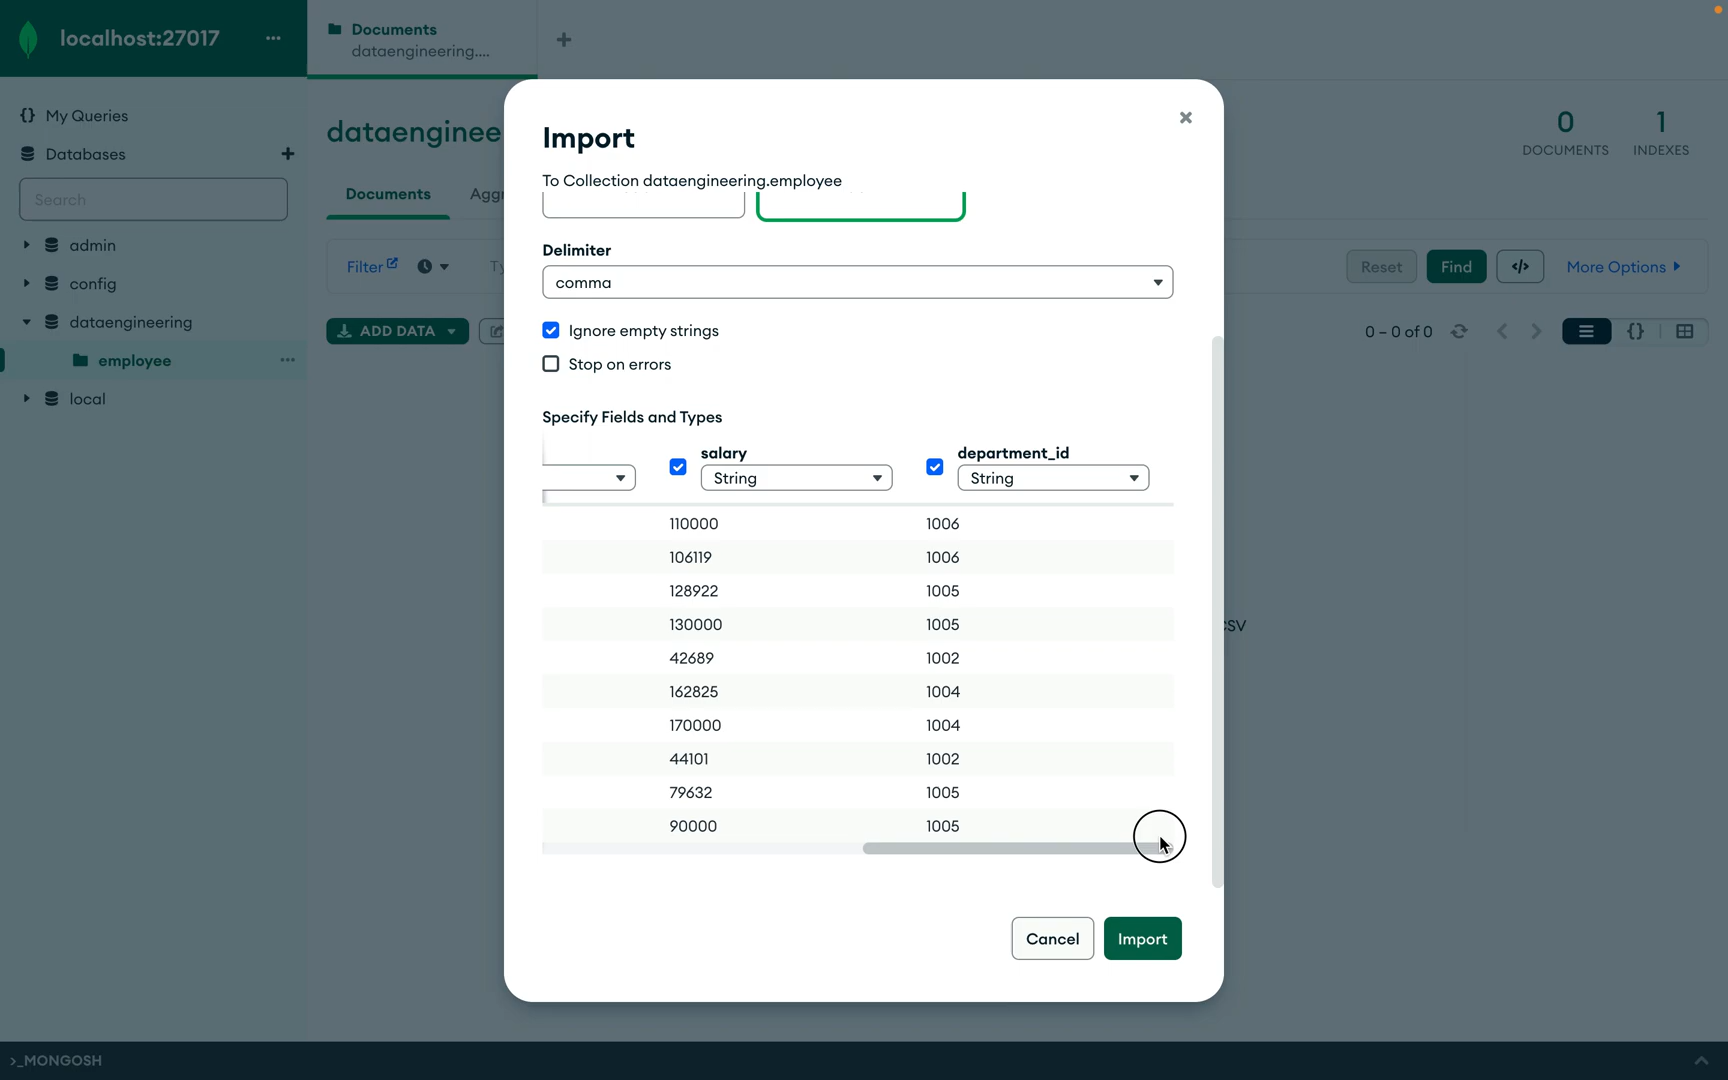 localhost:27017
Documents
dataengineering....
My Queries
Databases
Search
admin
config
dataengineering
employee
local
dataenginee
Documents
Aggr
0
DOCUMENTS
1
INDEXES
Filter
Ty
Reset
Find
More Options
ADD DATA
0 – 0 of 0
CSV
Import
To Collection dataengineering.employee
Delimiter
comma
Ignore empty strings
Stop on errors
Specify Fields and Types
salary
department_id
String
String
110000 1006
106119 1006
128922 1005
130000 1005
42689 1002
162825 1004
170000 1004
44101 1002
79632 1005
90000 1005
Cancel
Import
>_MONGOSH